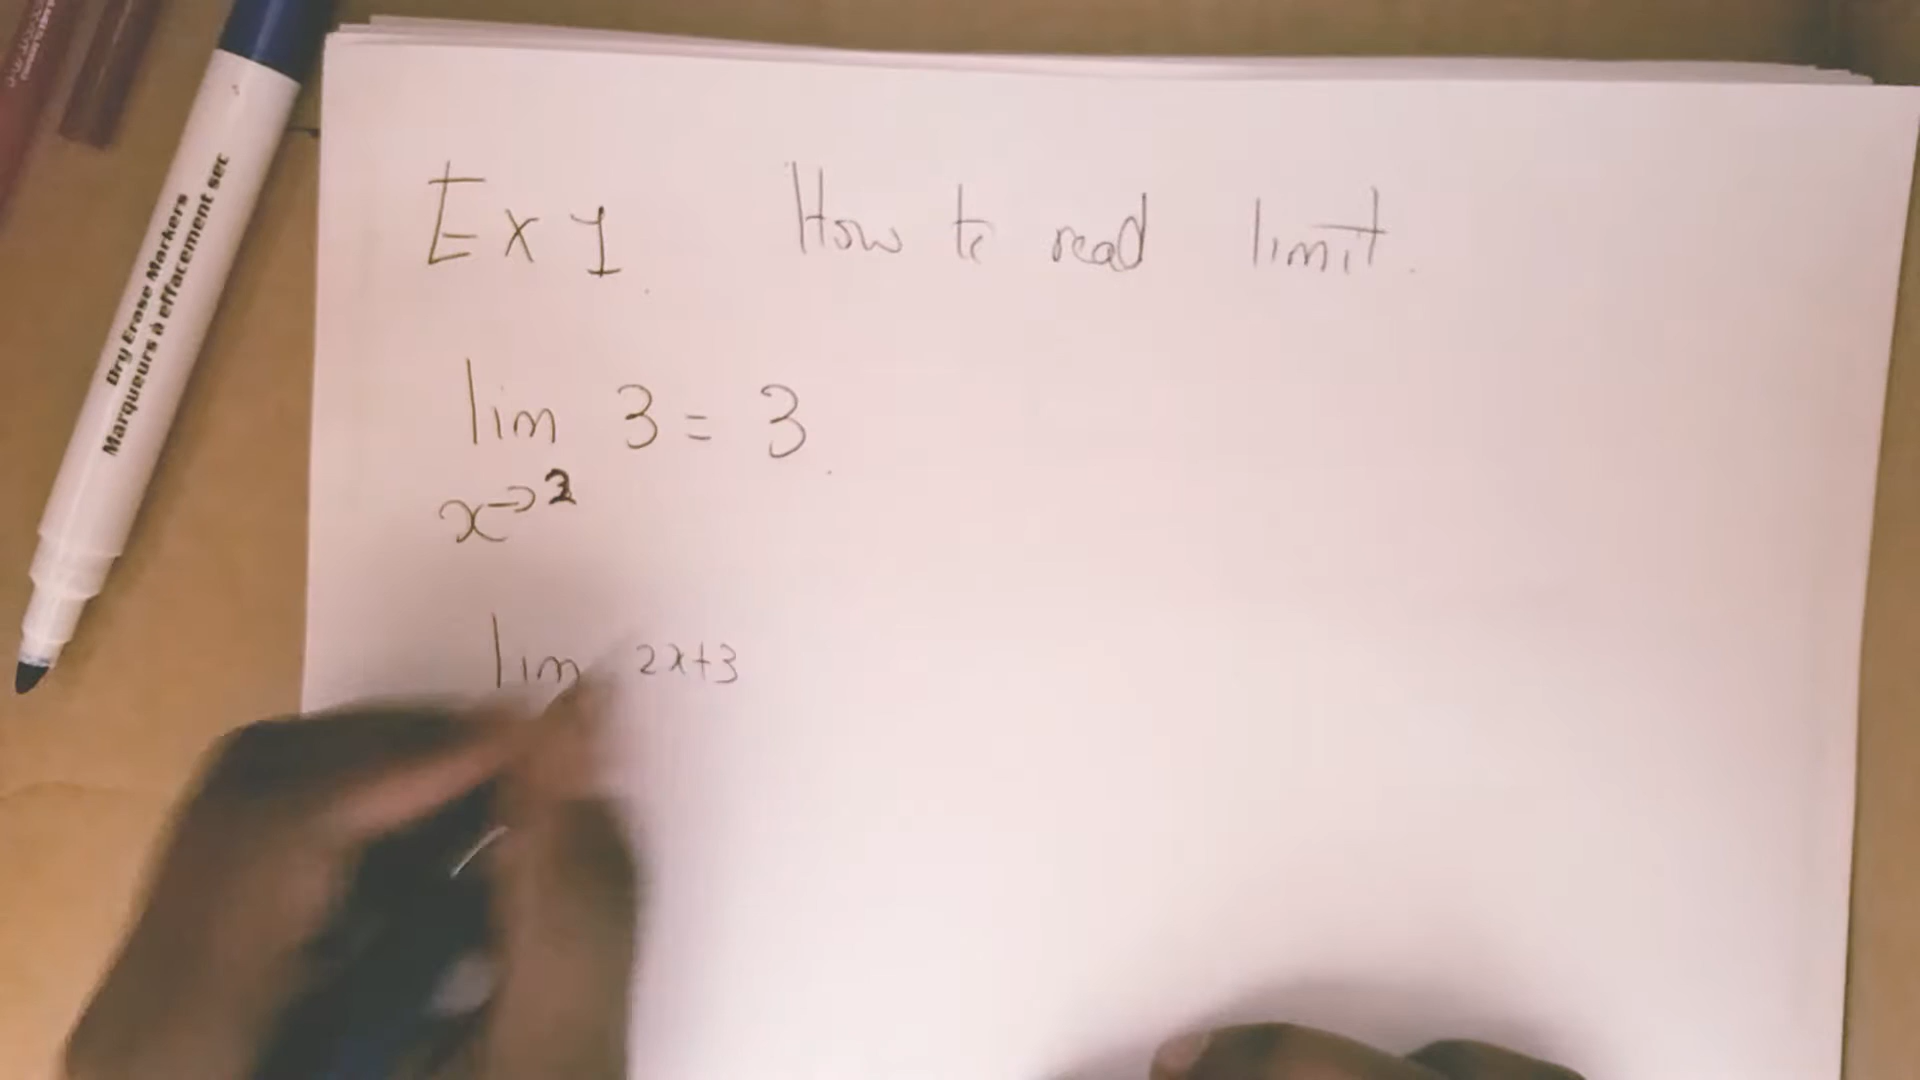 Dry Erase Markers
Marqueurs à effacement sec
Ex 1. How to read limit.
lim 3 = 3.
x→2
lim 2x+3